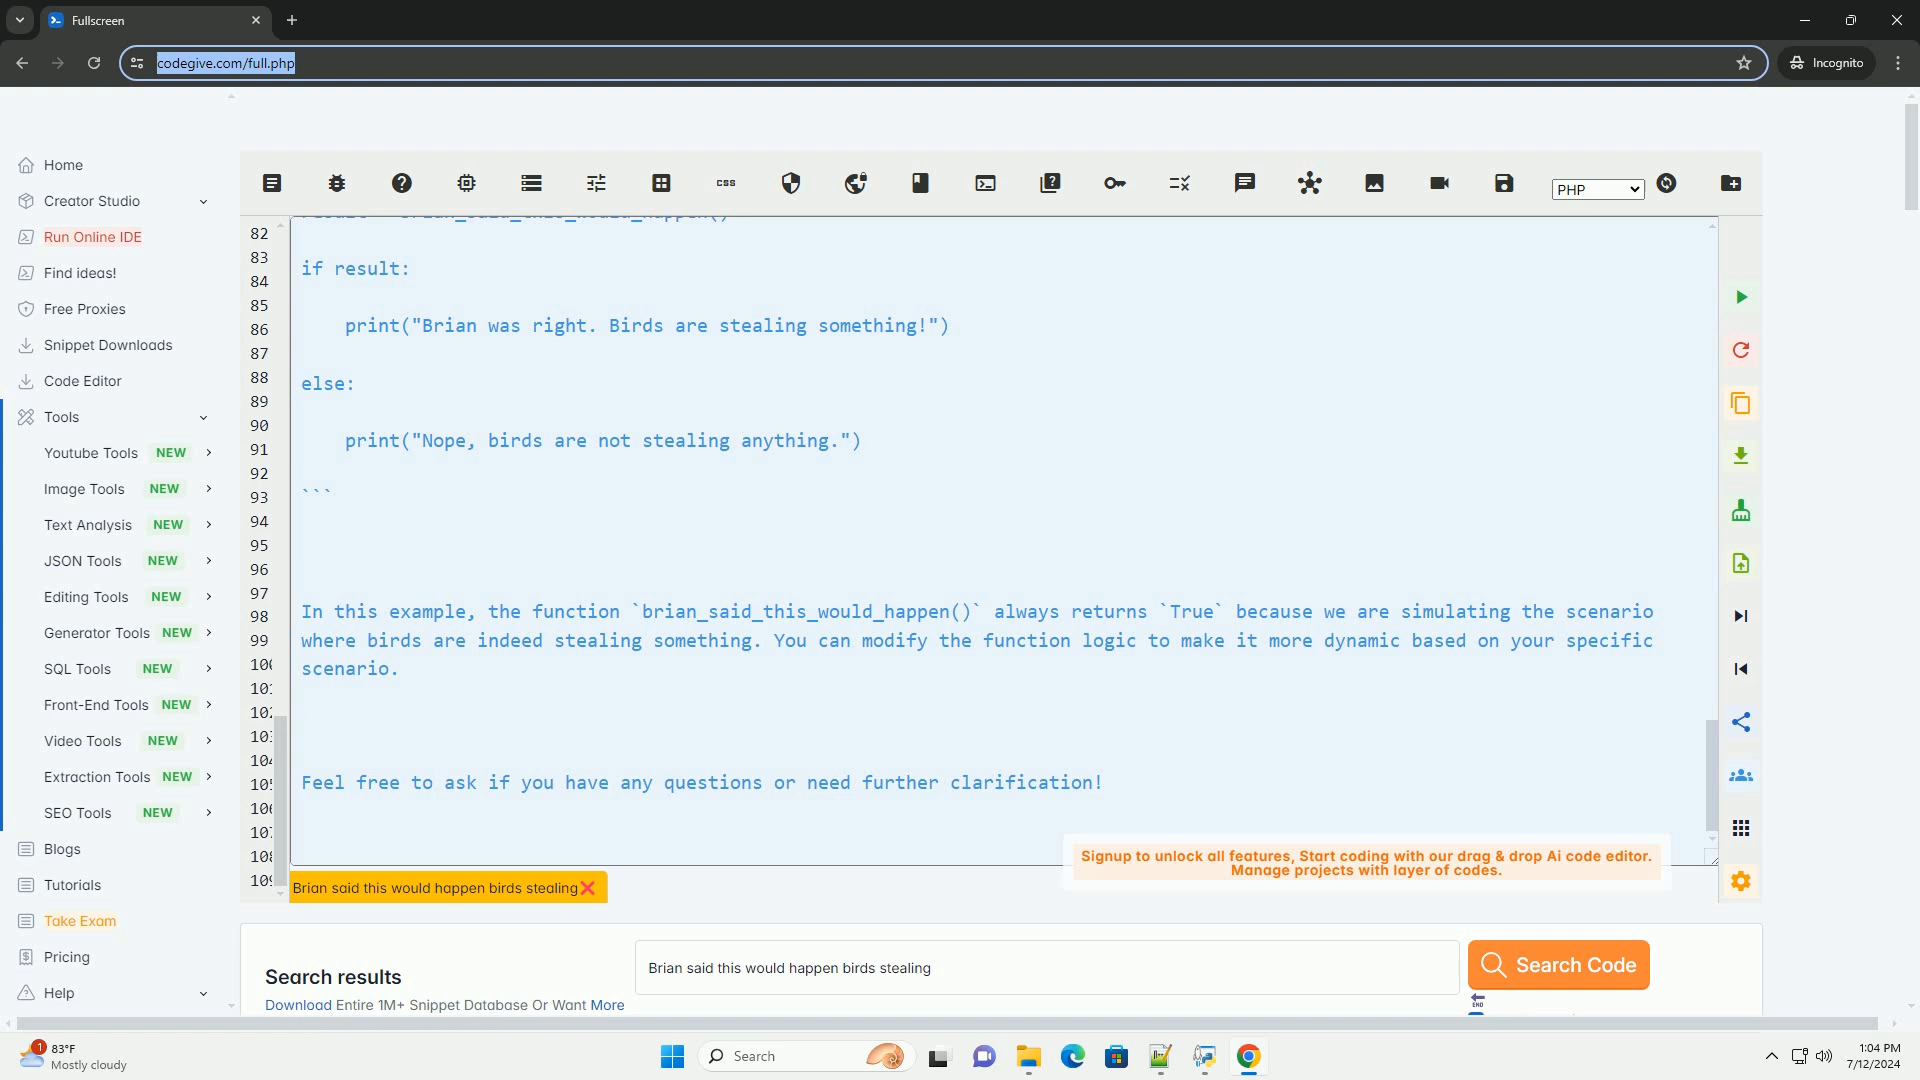 Fullscreen
codegive.com/full.php
Incognito
Home
Creator Studio
Run Online IDE
Find ideas!
Free Proxies
Snippet Downloads
Code Editor
Tools
Youtube Tools NEW
Image Tools NEW
Text Analysis NEW
JSON Tools NEW
Editing Tools NEW
Generator Tools NEW
SQL Tools NEW
Front-End Tools NEW
Video Tools NEW
Extraction Tools NEW
SEO Tools NEW
Blogs
Tutorials
Take Exam
Pricing
Help
css
PHP
82
83
84
85
86
87
88
89
90
91
92
93
94
95
96
97
98
99
if result:
print("Brian was right. Birds are stealing something!")
else:
print("Nope, birds are not stealing anything.")
```
In this example, the function `brian_said_this_would_happen()` always returns `True` because we are simulating the scenario
where birds are indeed stealing something. You can modify the function logic to make it more dynamic based on your specific
scenario.
Feel free to ask if you have any questions or need further clarification!
Signup to unlock all features, Start coding with our drag & drop Ai code editor.
Manage projects with layer of codes.
Brian said this would happen birds stealing
Search results
Download Entire 1M+ Snippet Database Or Want More
Brian said this would happen birds stealing
Search Code
END
1
83°F
Mostly cloudy
Search
1:04 PM
7/12/2024